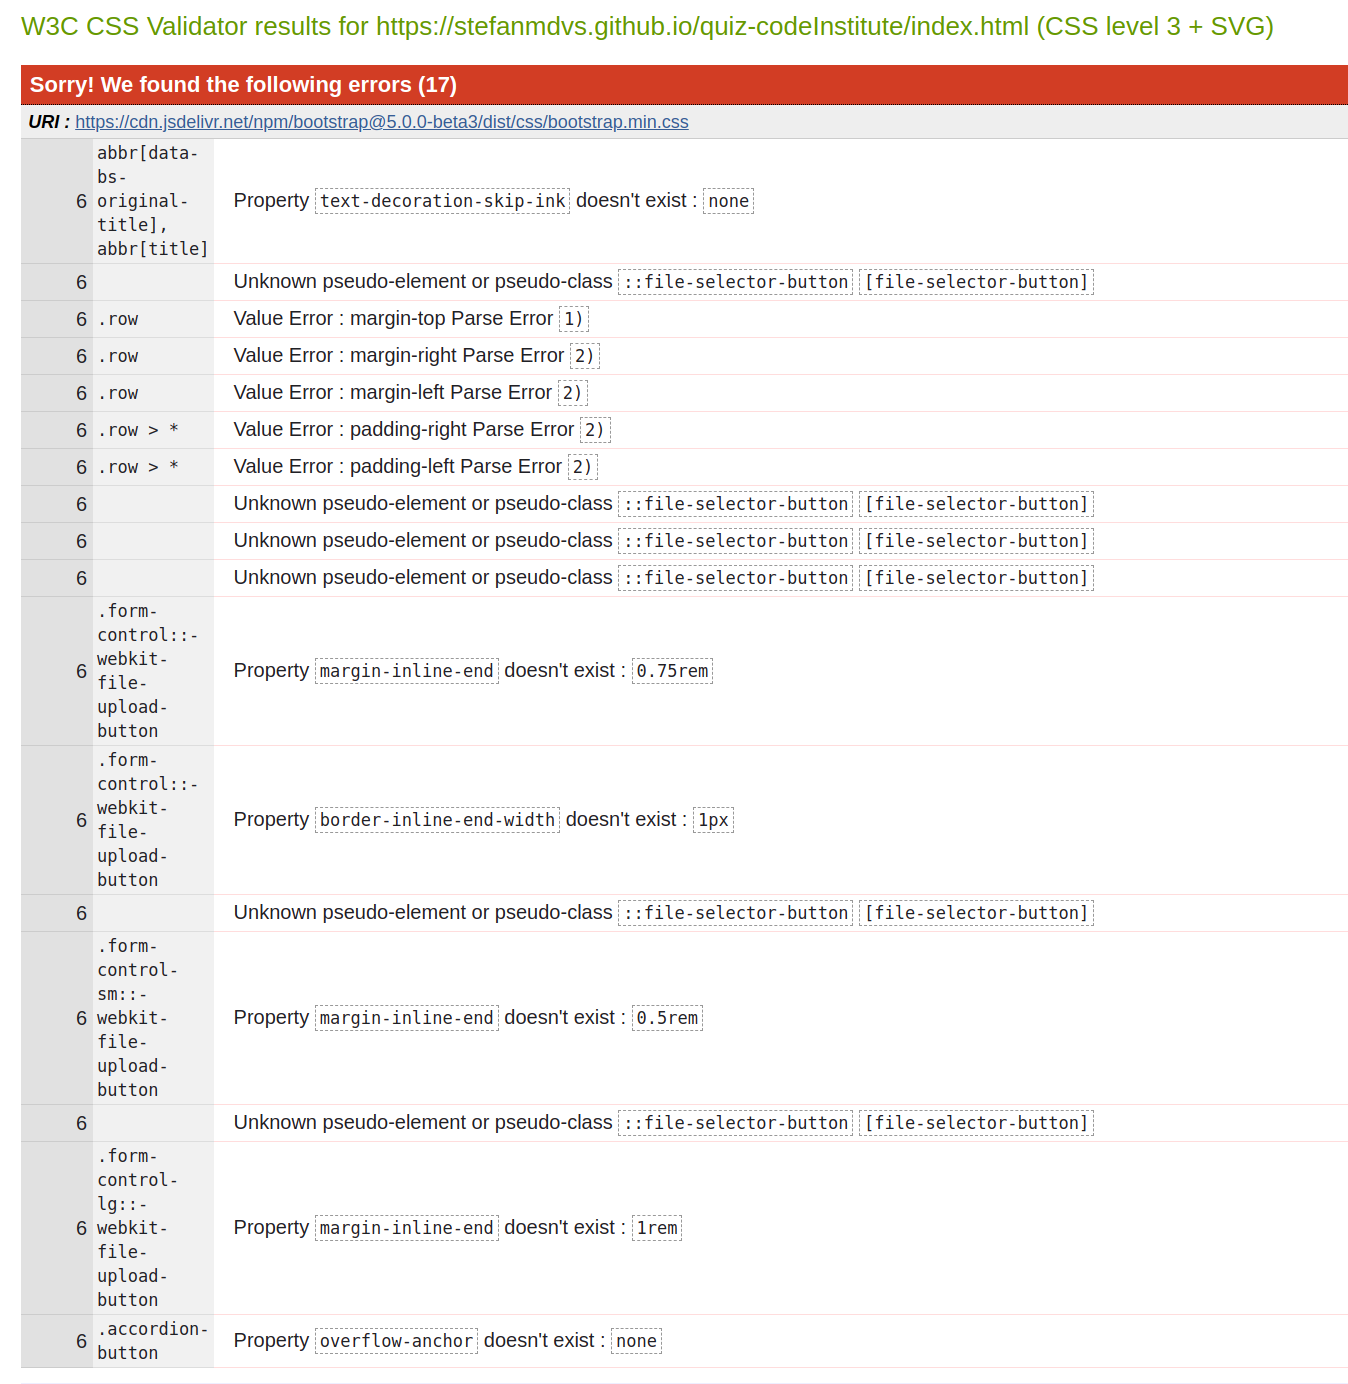 W3C CSS Validator results for https://stefanmdvs.github.io/quiz-codeInstitute/index.html (CSS level 3 + SVG)
Sorry! We found the following errors (17)
URI : https://cdn.jsdelivr.net/npm/bootstrap@5.0.0-beta3/dist/css/bootstrap.min.css
abbr[data-
bs-
original-
title],
abbr[title]
6 Property text-decoration-skip-ink doesn't exist : none
6 Unknown pseudo-element or pseudo-class ::file-selector-button [file-selector-button]
6 .row Value Error : margin-top Parse Error 1)
6 .row Value Error : margin-right Parse Error 2)
6 .row Value Error : margin-left Parse Error 2)
6 .row > * Value Error : padding-right Parse Error 2)
6 .row > * Value Error : padding-left Parse Error 2)
6 Unknown pseudo-element or pseudo-class ::file-selector-button [file-selector-button]
6 Unknown pseudo-element or pseudo-class ::file-selector-button [file-selector-button]
6 Unknown pseudo-element or pseudo-class ::file-selector-button [file-selector-button]
.form-
control::-
webkit-
file-
upload-
button
6 Property margin-inline-end doesn't exist : 0.75rem
.form-
control::-
webkit-
file-
upload-
button
6 Property border-inline-end-width doesn't exist : 1px
6 Unknown pseudo-element or pseudo-class ::file-selector-button [file-selector-button]
.form-
control-
sm::-
webkit-
file-
upload-
button
6 Property margin-inline-end doesn't exist : 0.5rem
6 Unknown pseudo-element or pseudo-class ::file-selector-button [file-selector-button]
.form-
control-
lg::-
webkit-
file-
upload-
button
6 Property margin-inline-end doesn't exist : 1rem
.accordion-
button
6 Property overflow-anchor doesn't exist : none